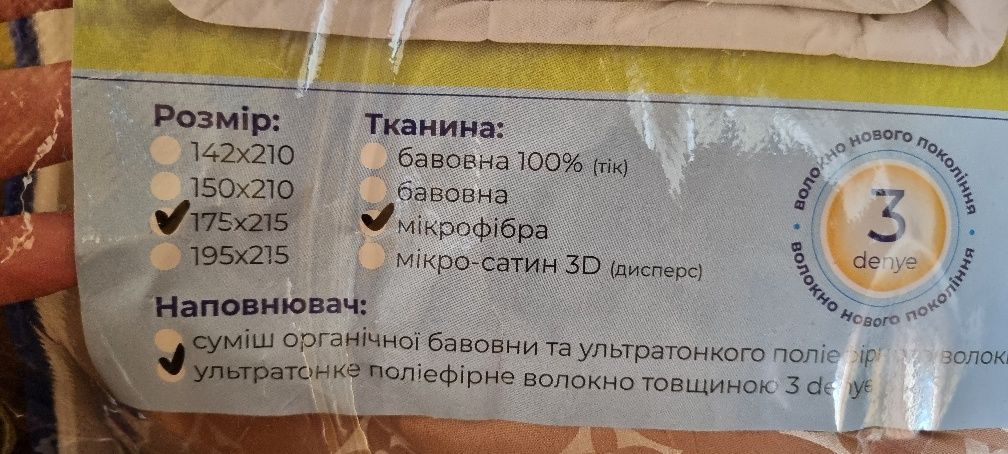 Розмір:
142x210
150x210
175x215
195x215
Тканина:
бавовна 100% (тік)
бавовна
мікрофібра
мікро-сатин 3D (дисперс)
Наповнювач:
суміш органічної бавовни та ультратонкого
ультратонке поліефірне волокно товщиною 3 denye
волокно нового покоління
3
denye
волокно нового покоління